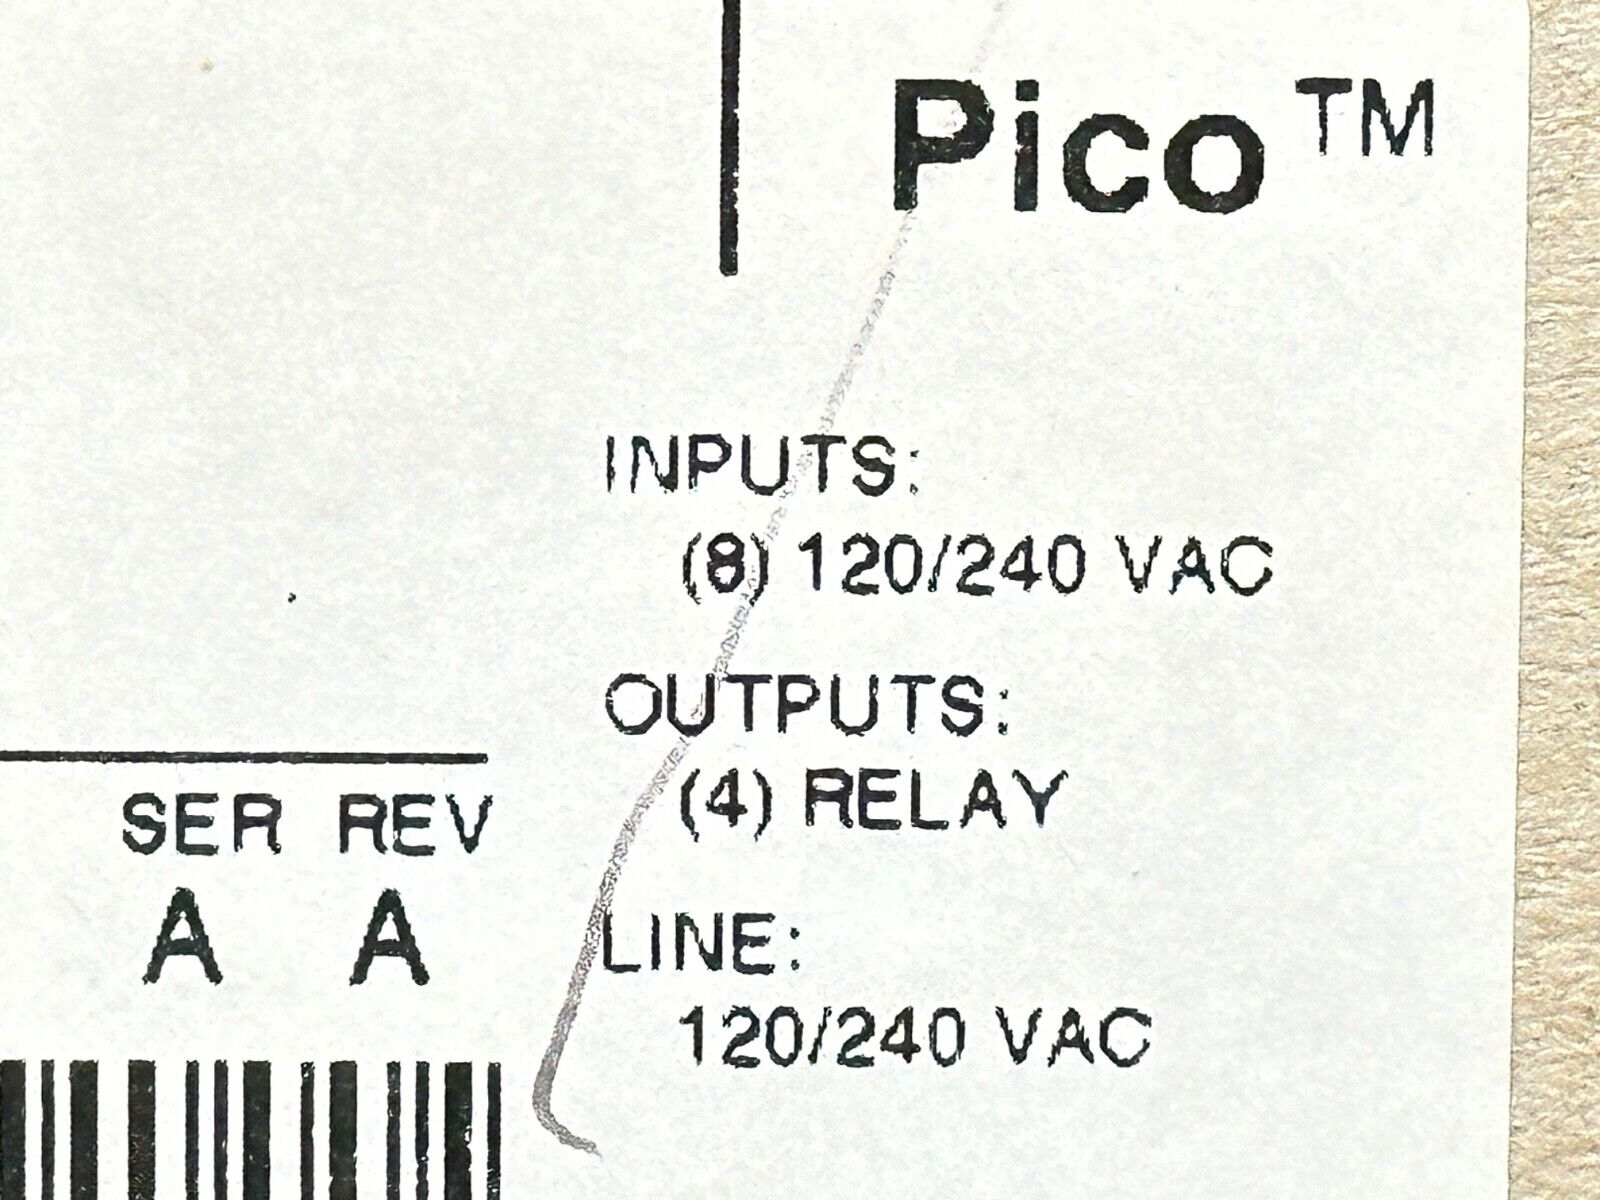 Pico™
INPUTS:
(8) 120/240 VAC
OUTPUTS:
(4) RELAY
LINE:
120/240 VAC
SER REV
A A